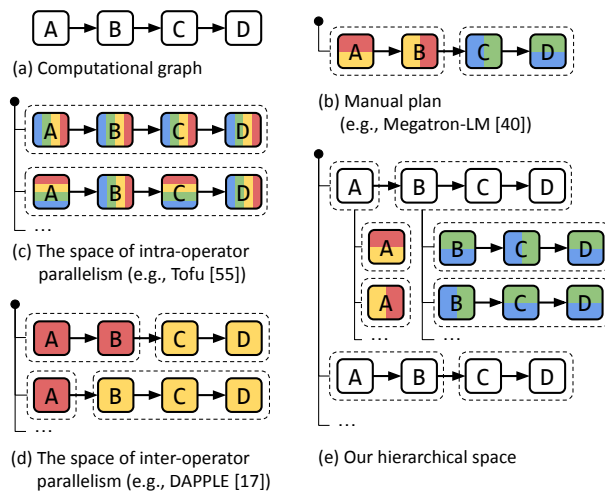 A B C D
(a) Computational graph
A B C D
(b) Manual plan
(e.g., Megatron-LM [40])
A B C D
A B C D
...
(c) The space of intra-operator
parallelism (e.g., Tofu [55])
A B C D
A B C D
...
(d) The space of inter-operator
parallelism (e.g., DAPPLE [17])
A B C D
A B C D
A B C D
... ...
A B C D
...
(e) Our hierarchical space